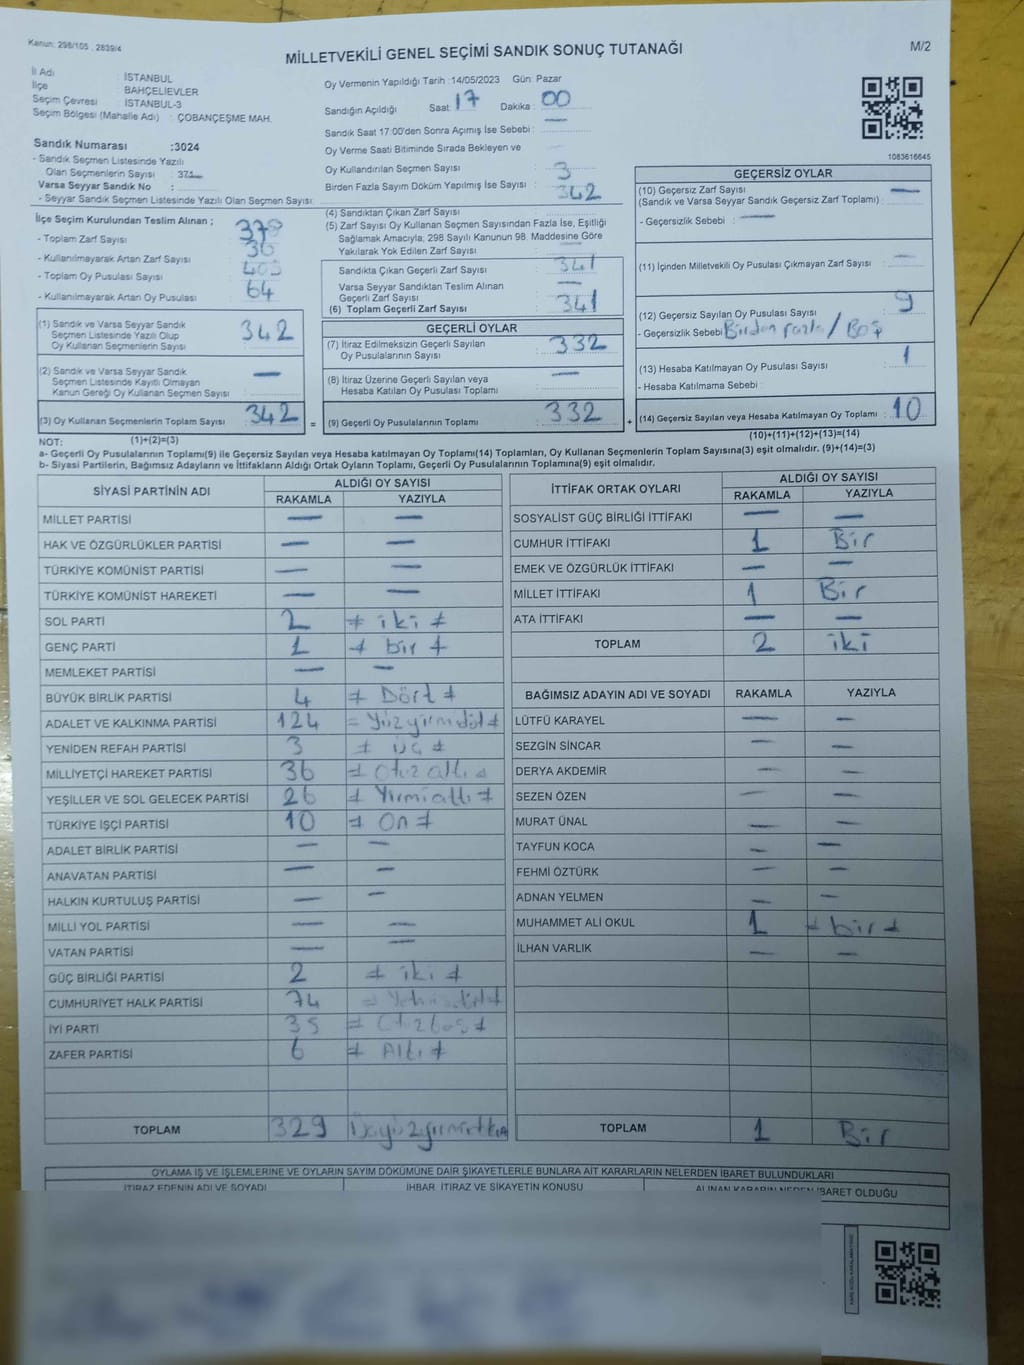 Kanun: 298/105 , 2839/4
MİLLETVEKİLİ GENEL SEÇİMİ SANDIK SONUÇ TUTANAĞI
M/2
İl Adı : İSTANBUL
İlçe : BAHÇELİEVLER
Seçim Çevresi : İSTANBUL-3
Seçim Bölgesi (Mahalle Adı) : ÇOBANÇEŞME MAH.
Oy Vermenin Yapıldığı Tarih : 14/05/2023 Gün: Pazar
Sandığın Açıldığı Saat 17 Dakika : 00
Sandık Saat 17:00'den Sonra Açılmış İse Sebebi : —
Oy Verme Saati Bitiminde Sırada Bekleyen ve
Oy Kullandırılan Seçmen Sayısı : 3
Birden Fazla Sayım Döküm Yapılmış İse Sayısı :
342
1083616645
Sandık Numarası :3024
- Sandık Seçmen Listesinde Yazılı
Olan Seçmenlerin Sayısı :
Varsa Seyyar Sandık No :
- Seyyar Sandık Seçmen Listesinde Yazılı Olan Seçmen Sayısı:
İlçe Seçim Kurulundan Teslim Alınan ;
- Toplam Zarf Sayısı :
- Kullanılmayarak Artan Zarf Sayısı :
- Toplam Oy Pusulası Sayısı :
- Kullanılmayarak Artan Oy Pusulası : 64
(1) Sandık ve Varsa Seyyar Sandık
Seçmen Listesinde Yazılı Olup
Oy Kullanan Seçmenlerin Sayısı : 342
(2) Sandık ve Varsa Seyyar Sandık
Seçmen Listesinde Kayıtlı Olmayan
Kanun Gereği Oy Kullanan Seçmen Sayısı : —
(3) Oy Kullanan Seçmenlerin Toplam Sayısı : 342
(1)+(2)=(3)
(4) Sandıktan Çıkan Zarf Sayısı :
(5) Zarf Sayısı Oy Kullanan Seçmen Sayısından Fazla İse, Eşitliği
Sağlamak Amacıyla, 298 Sayılı Kanunun 98. Maddesine Göre
Yakılarak Yok Edilen Zarf Sayısı : —
Sandıkta Çıkan Geçerli Zarf Sayısı : 341
Varsa Seyyar Sandıktan Teslim Alınan
Geçerli Zarf Sayısı : —
(6) Toplam Geçerli Zarf Sayısı : 341
GEÇERLİ OYLAR
(7) İtiraz Edilmeksizin Geçerli Sayılan
Oy Pusulalarının Sayısı : 332
(8) İtiraz Üzerine Geçerli Sayılan veya
Hesaba Katılan Oy Pusulası Toplamı : —
= (9) Geçerli Oy Pusulalarının Toplamı : 332 +
GEÇERSİZ OYLAR
(10) Geçersiz Zarf Sayısı : —
(Sandık ve Varsa Seyyar Sandık Geçersiz Zarf Toplamı) :
- Geçersizlik Sebebi : —
(11) İçinden Milletvekili Oy Pusulası Çıkmayan Zarf Sayısı : —
(12) Geçersiz Sayılan Oy Pusulası Sayısı : 9
- Geçersizlik Sebebi Birden fazla / Boş
(13) Hesaba Katılmayan Oy Pusulası Sayısı : 1
- Hesaba Katılmama Sebebi :
(14) Geçersiz Sayılan veya Hesaba Katılmayan Oy Toplamı : 10
(10)+(11)+(12)+(13)=(14)
NOT:
a- Geçerli Oy Pusulalarının Toplamı(9) ile Geçersiz Sayılan veya Hesaba katılmayan Oy Toplamı(14) Toplamları, Oy Kullanan Seçmenlerin Toplam Sayısına(3) eşit olmalıdır. (9)+(14)=(3)
b- Siyasi Partilerin, Bağımsız Adayların ve İttifakların Aldığı Ortak Oyların Toplamı, Geçerli Oy Pusulalarının Toplamına(9) eşit olmalıdır.
SİYASİ PARTİNİN ADI ALDIĞI OY SAYISI
RAKAMLA YAZIYLA
MİLLET PARTİSİ — —
HAK VE ÖZGÜRLÜKLER PARTİSİ — —
TÜRKİYE KOMÜNİST PARTİSİ — —
TÜRKİYE KOMÜNİST HAREKETİ — —
SOL PARTİ 2 ≠ iki ≠
GENÇ PARTİ 1 ≠ bir ≠
MEMLEKET PARTİSİ — —
BÜYÜK BİRLİK PARTİSİ 4 ≠ Dört ≠
ADALET VE KALKINMA PARTİSİ 124 = Yüzyirmidört ≠
YENİDEN REFAH PARTİSİ 3 ≠ üç ≠
MİLLİYETÇİ HAREKET PARTİSİ 36 ≠ Otuz altı ≠
YEŞİLLER VE SOL GELECEK PARTİSİ 26 ≠ Yirmialtı ≠
TÜRKİYE İŞÇİ PARTİSİ 10 ≠ On ≠
ADALET BİRLİK PARTİSİ — —
ANAVATAN PARTİSİ — —
HALKIN KURTULUŞ PARTİSİ — —
MİLLİ YOL PARTİSİ — —
VATAN PARTİSİ — —
GÜÇ BİRLİĞİ PARTİSİ 2 ≠ iki ≠
CUMHURİYET HALK PARTİSİ 74 = Yetmişdört ≠
İYİ PARTİ 35 ≠ Otuzbeş ≠
ZAFER PARTİSİ 6 ≠ Altı ≠
TOPLAM 329
İTTİFAK ORTAK OYLARI ALDIĞI OY SAYISI
RAKAMLA YAZIYLA
SOSYALİST GÜÇ BİRLİĞİ İTTİFAKI — —
CUMHUR İTTİFAKI 1 Bir
EMEK VE ÖZGÜRLÜK İTTİFAKI — —
MİLLET İTTİFAKI 1 Bir
ATA İTTİFAKI — —
TOPLAM 2 iki
BAĞIMSIZ ADAYIN ADI VE SOYADI RAKAMLA YAZIYLA
LÜTFÜ KARAYEL — —
SEZGİN SİNCAR — —
DERYA AKDEMİR — —
SEZEN ÖZEN — —
MURAT ÜNAL — —
TAYFUN KOCA — —
FEHMİ ÖZTÜRK — —
ADNAN YELMEN — —
MUHAMMET ALİ OKUL 1 ≠ bir ≠
İLHAN VARLIK — —
TOPLAM 1 Bir
OYLAMA İŞ VE İŞLEMLERİNE VE OYLARIN SAYIM DÖKÜMÜNE DAİR ŞİKAYETLERLE BUNLARA AİT KARARLARIN NELERDEN İBARET BULUNDUKLARI
İTİRAZ EDENİN ADI VE SOYADI İHBAR, İTİRAZ VE ŞİKAYETİN KONUSU ALINAN KARARIN NEDEN İBARET OLDUĞU